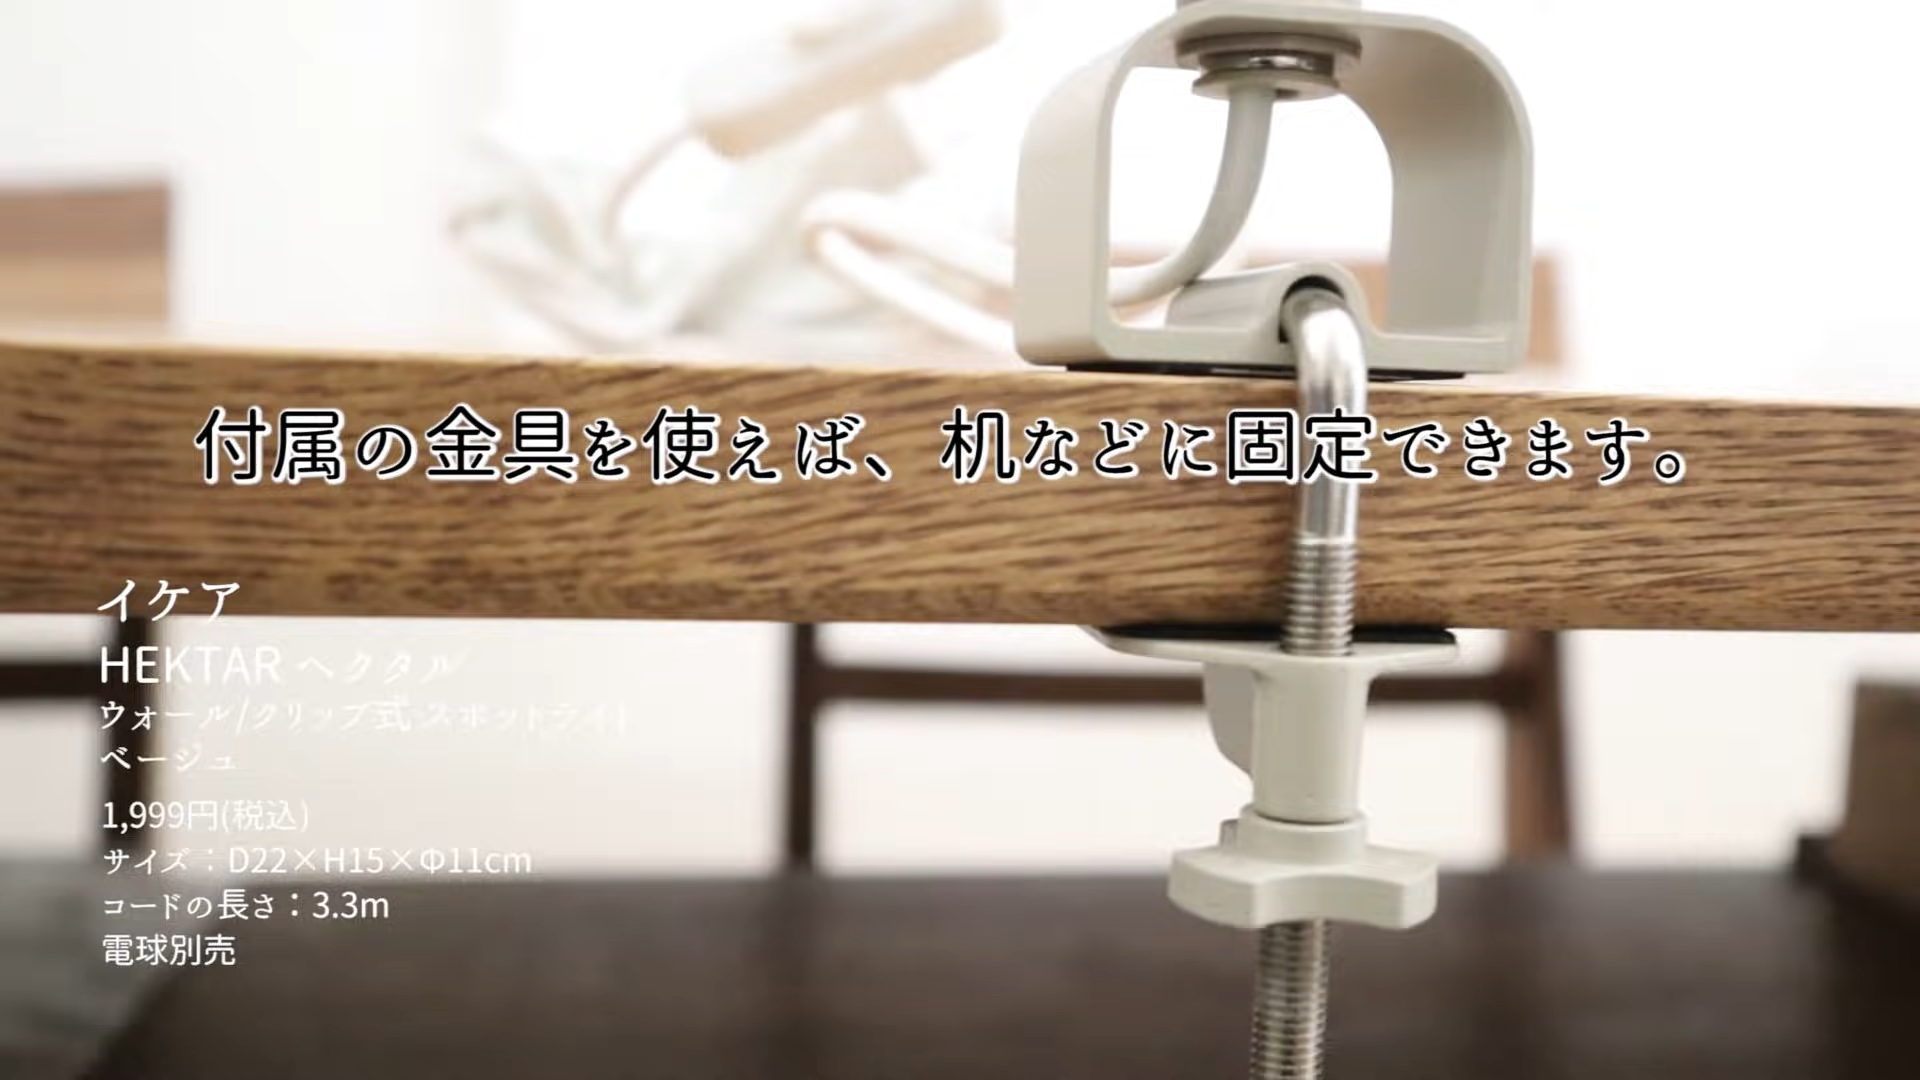 付属の金具を使えば、机などに固定できます。
イケア
HEKTAR ヘクタル
ウォール/クリップ式 スポットライト
ベージュ
1,999円(税込)
サイズ：D22×H15×Φ11cm
コードの長さ：3.3m
電球別売